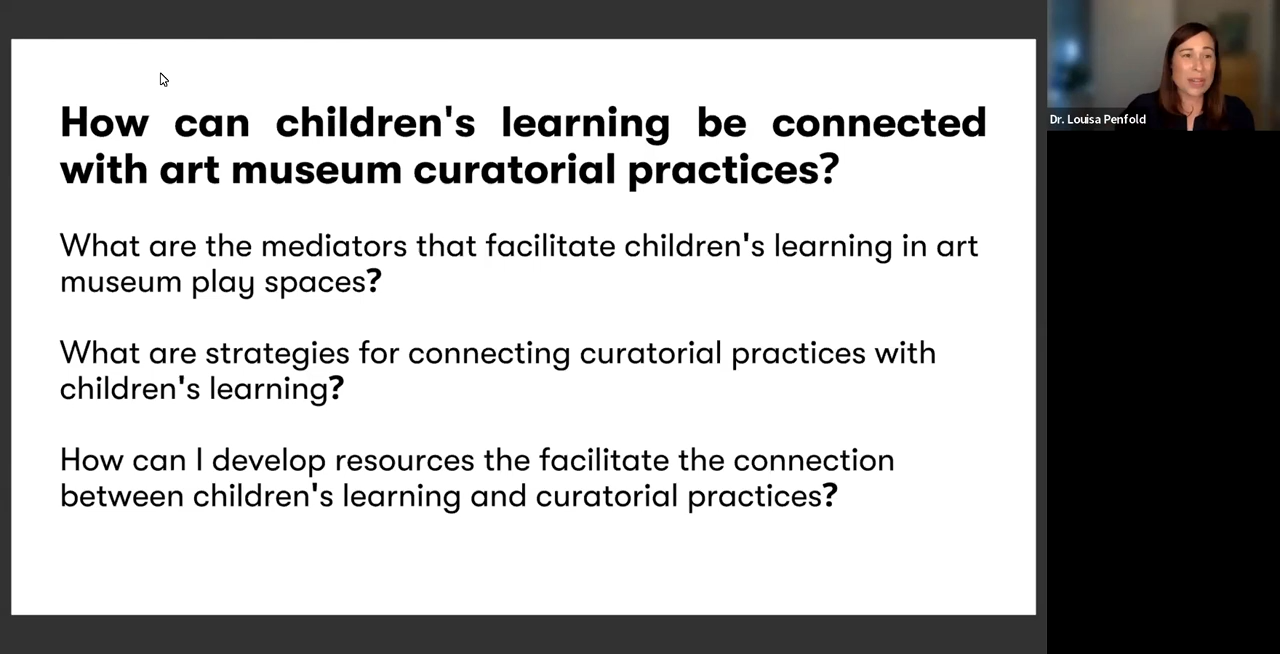 How can children's learning be connected
with art museum curatorial practices?
What are the mediators that facilitate children's learning in art
museum play spaces?
What are strategies for connecting curatorial practices with
children's learning?
How can I develop resources the facilitate the connection
between children's learning and curatorial practices?
Dr. Louisa Penfold